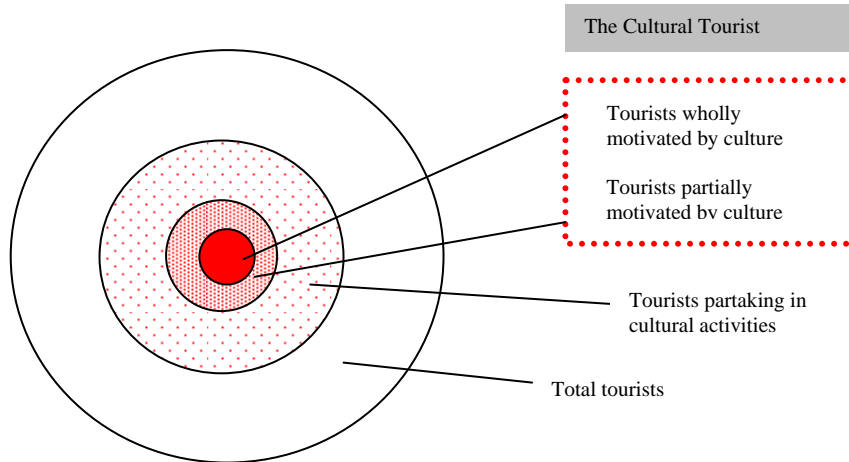 The Cultural Tourist
Tourists wholly
motivated by culture
Tourists partially
motivated by culture
Tourists partaking in
cultural activities
Total tourists